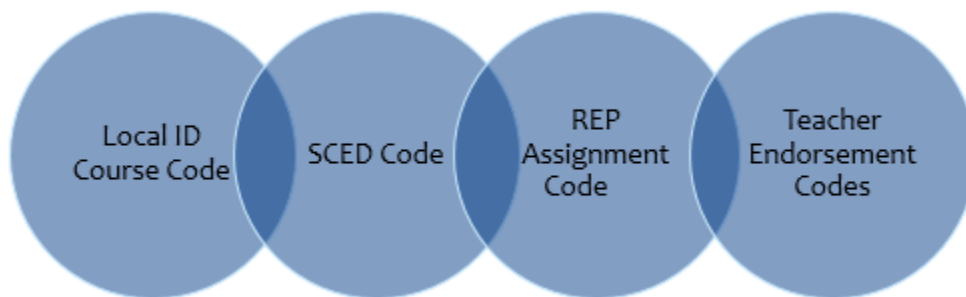 Local ID
Course Code
SCED Code
REP
Assignment
Code
Teacher
Endorsement
Codes